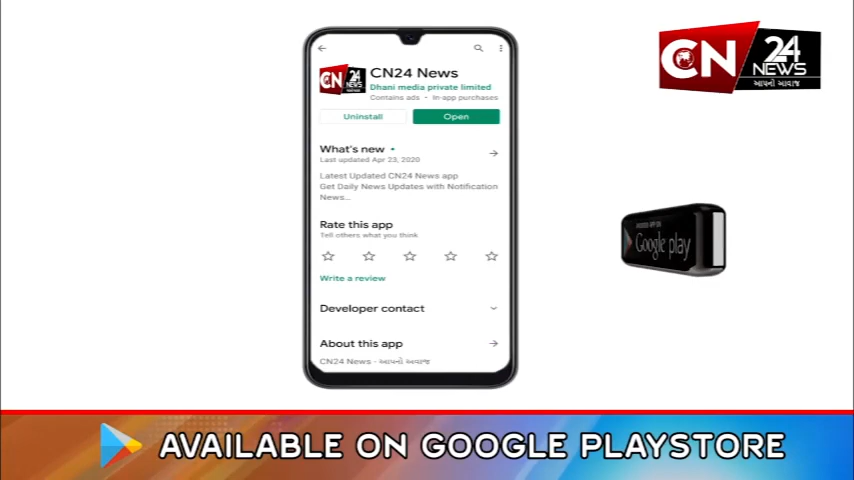 CN24 News
Dhani media private limited
Contains ads • In-app purchases
Uninstall
Open
What's new •
Last updated Apr 23, 2020
Latest Updated CN24 News app
Get Daily News Updates with Notification
News...
Rate this app
Tell others what you think
Write a review
Developer contact
About this app
CN24 News - આપનો અવાજ
CN 24
NEWS
આપનો અવાજ
ANDROID APP ON
Google play
AVAILABLE ON GOOGLE PLAYSTORE